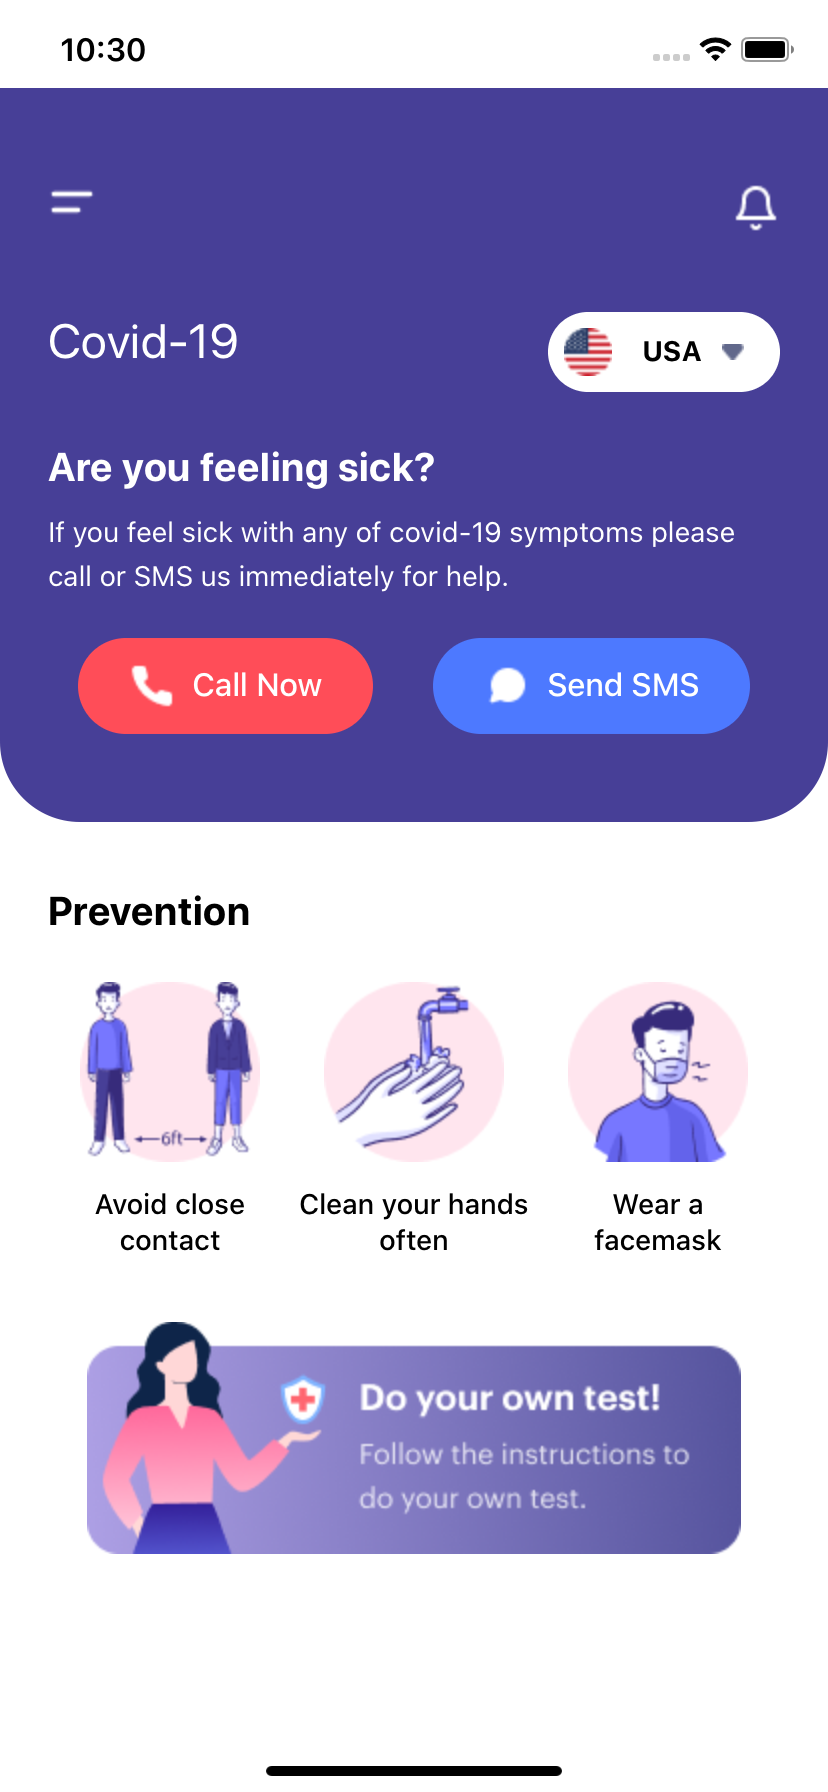 10:30
Covid-19
USA
Are you feeling sick?
If you feel sick with any of covid-19 symptoms please
call or SMS us immediately for help.
Call Now
Send SMS
Prevention
6ft
Avoid close
contact
Clean your hands
often
Wear a
facemask
Do your own test!
Follow the instructions to
do your own test.